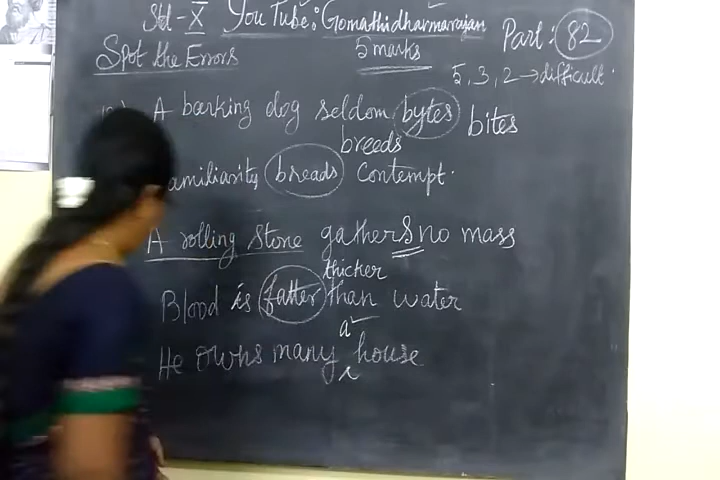 Std - X YouTube: Gomathidharmarajan Part: 82
Spot the Errors 5 marks
5, 3, 2 → difficult.
A barking dog seldom bytes bites
breeds
amiliarity breads contempt.
A rolling stone gathers no mass
thicker
Blood is fatter than water
a
He owns many house